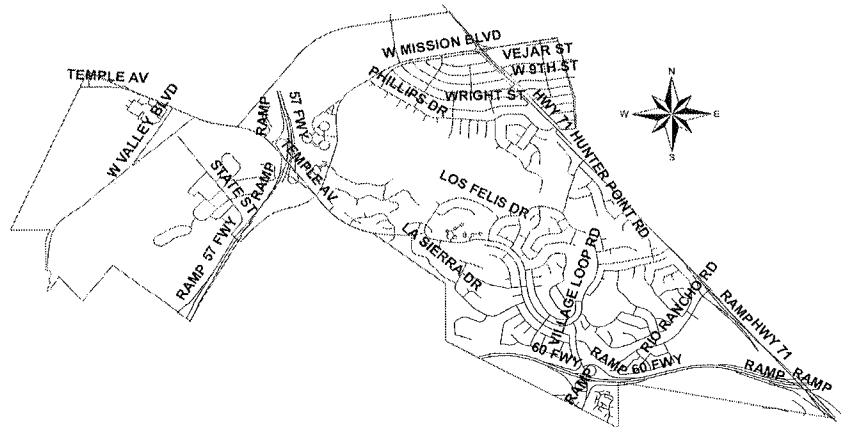 W MISSION BLVD
VEJAR ST
W 9TH ST
TEMPLE AV
PHILLIPS DR
WRIGHT ST
W VALLEY BLVD
RAMP
57 FWY
HWY 71
HUNTER POINT RD
N
W
E
S
TEMPLE AV
STATE ST
RAMP
LOS FELIS DR
LA SIERRA DR
RAMP 57 FWY
VILLAGE LOOP RD
RIO RANCHO RD
RAMP
HWY 71
60 FWY
RAMP
60 FWY
RAMP
RAMP
RAMP